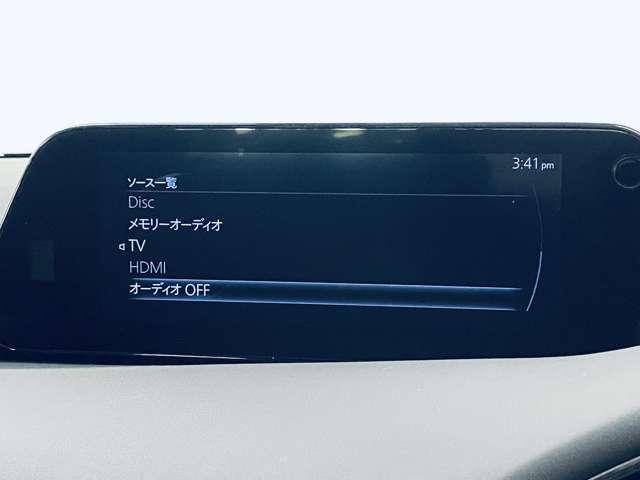 3:41 pm
ソース一覧
Disc
メモリーオーディオ
TV
HDMI
オーディオ OFF